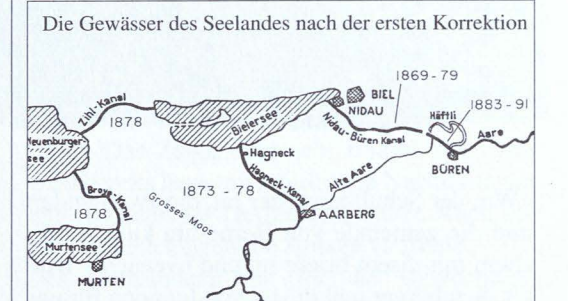 Die Gewässer des Seelandes nach der ersten Korrektion
1869 - 79
BIEL
NIDAU
1883 - 91
Häftli
Zihl-Kanal
1878
Bielersee
Nidau-Büren Kanal
Aare
BÜREN
Neuenburger-
see
Hagneck
Hagneck-Kanal
Alte Aare
Broye-Kanal
1873 - 78
1878
Grosses Moos
AARBERG
Murtensee
MURTEN